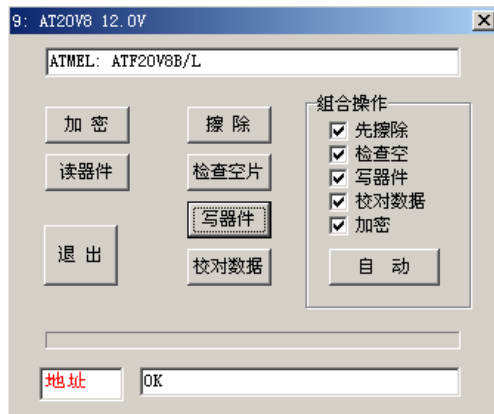 9: AT20V8 12.0V
ATMEL: ATF20V8B/L
加 密
擦 除
读器件
检查空片
写器件
退 出
校对数据
组合操作
先擦除
检查空
写器件
校对数据
加密
自 动
地址
OK